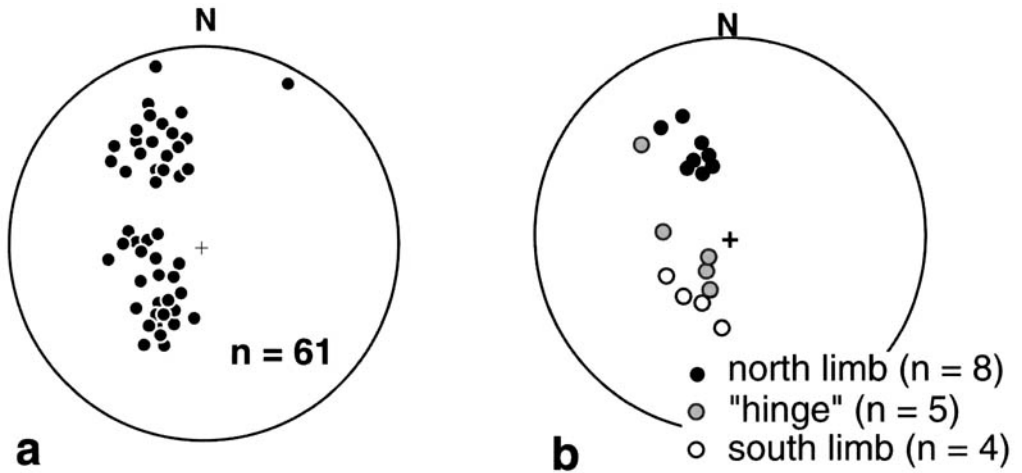 N
n = 61
a
N
north limb (n = 8)
"hinge" (n = 5)
south limb (n = 4)
b